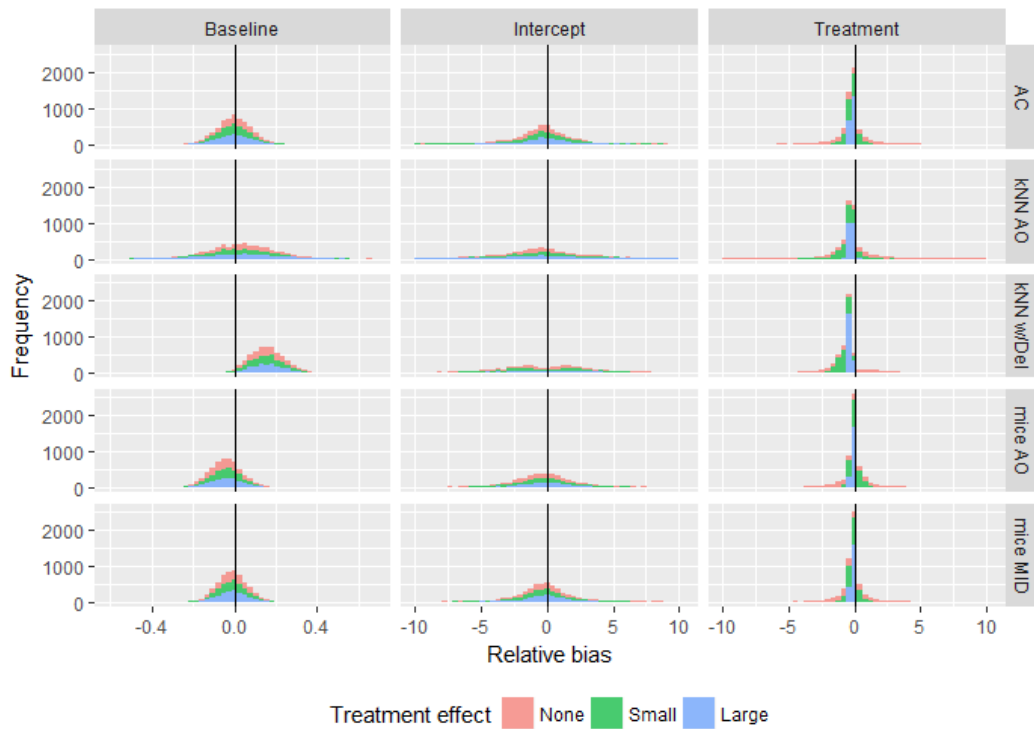 Baseline Intercept Treatment
2000
1000
0
AC
2000
1000
0
kNN AO
Frequency
2000
1000
0
kNN w/Del
2000
1000
0
mice AO
2000
1000
0
mice MID
-0.4 0.0 0.4 -10 -5 0 5 10 -10 -5 0 5 10
Relative bias
Treatment effect None Small Large